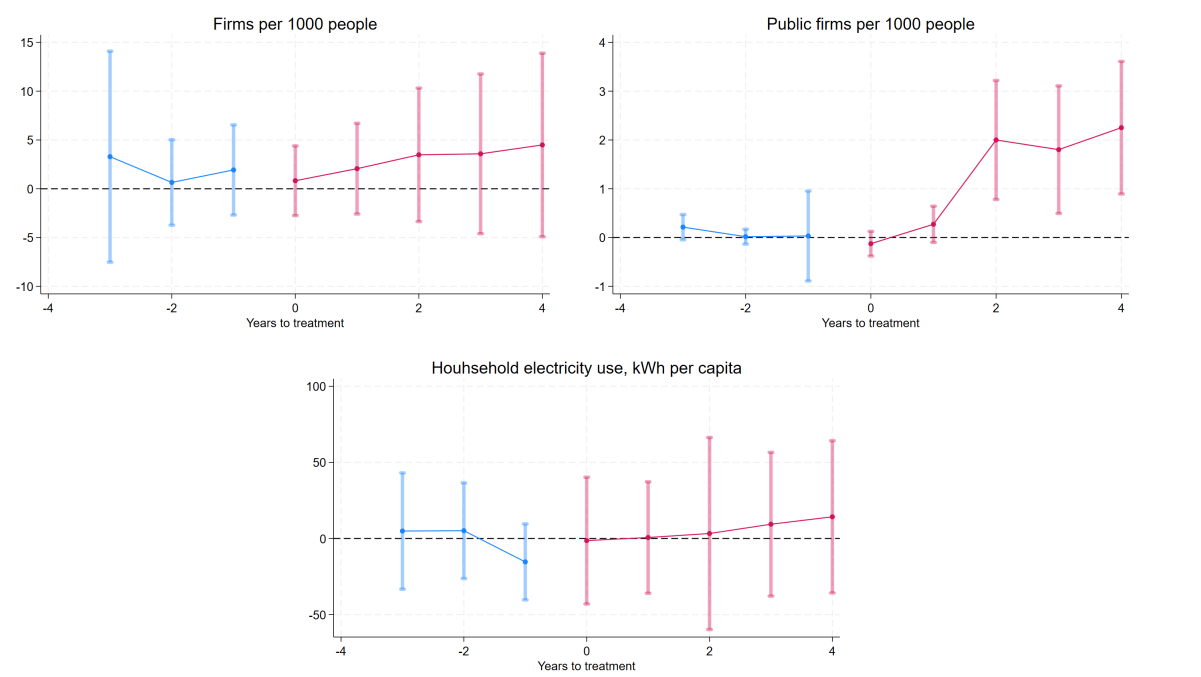 Firms per 1000 people
15
10
5
0
-5
-10
-4 -2 0 2 4
Years to treatment
Public firms per 1000 people
4
3
2
1
0
-1
-4 -2 0 2 4
Years to treatment
Houhsehold electricity use, kWh per capita
100
50
0
-50
-4 -2 0 2 4
Years to treatment